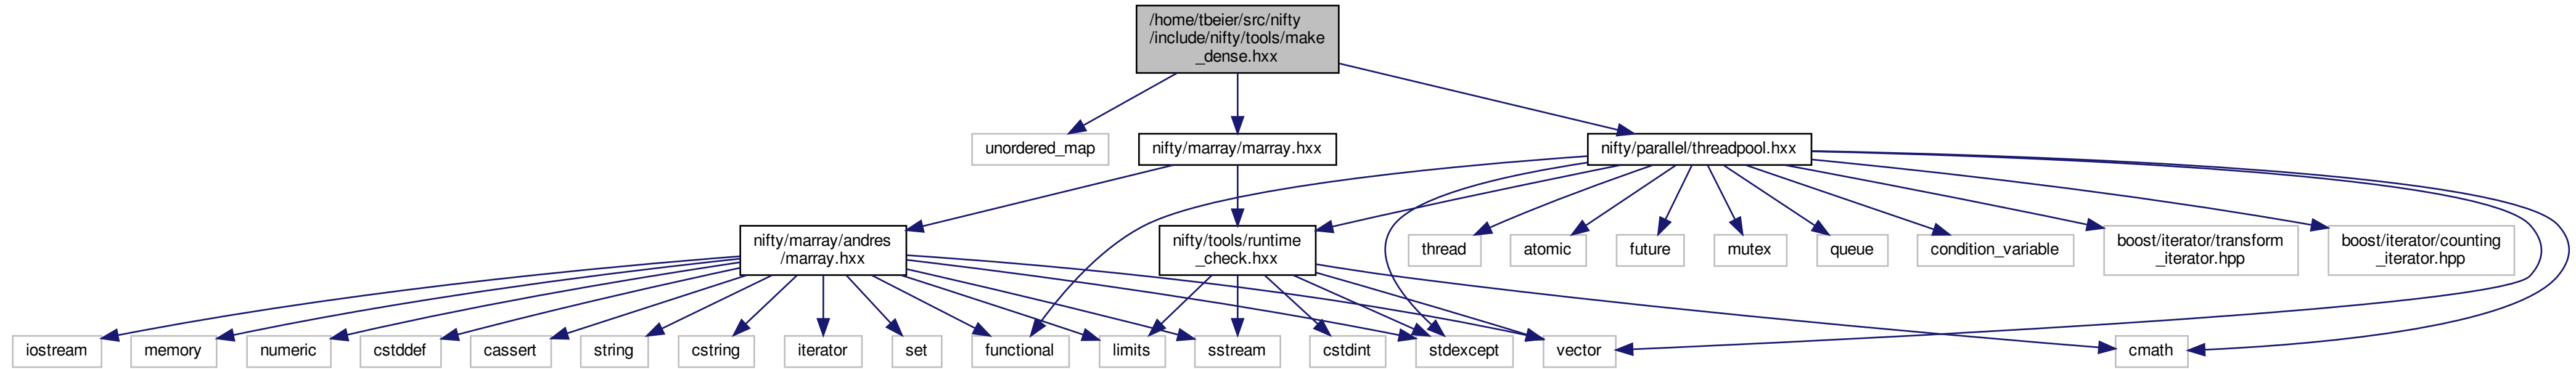 /home/tbeier/src/nifty
/include/nifty/tools/make
_dense.hxx
unordered_map
nifty/marray/marray.hxx
nifty/parallel/threadpool.hxx
nifty/marray/andres
/marray.hxx
nifty/tools/runtime
_check.hxx
thread
atomic
future
mutex
queue
condition_variable
boost/iterator/transform
_iterator.hpp
boost/iterator/counting
_iterator.hpp
iostream
memory
numeric
cstddef
cassert
string
cstring
iterator
set
functional
limits
sstream
cstdint
stdexcept
vector
cmath